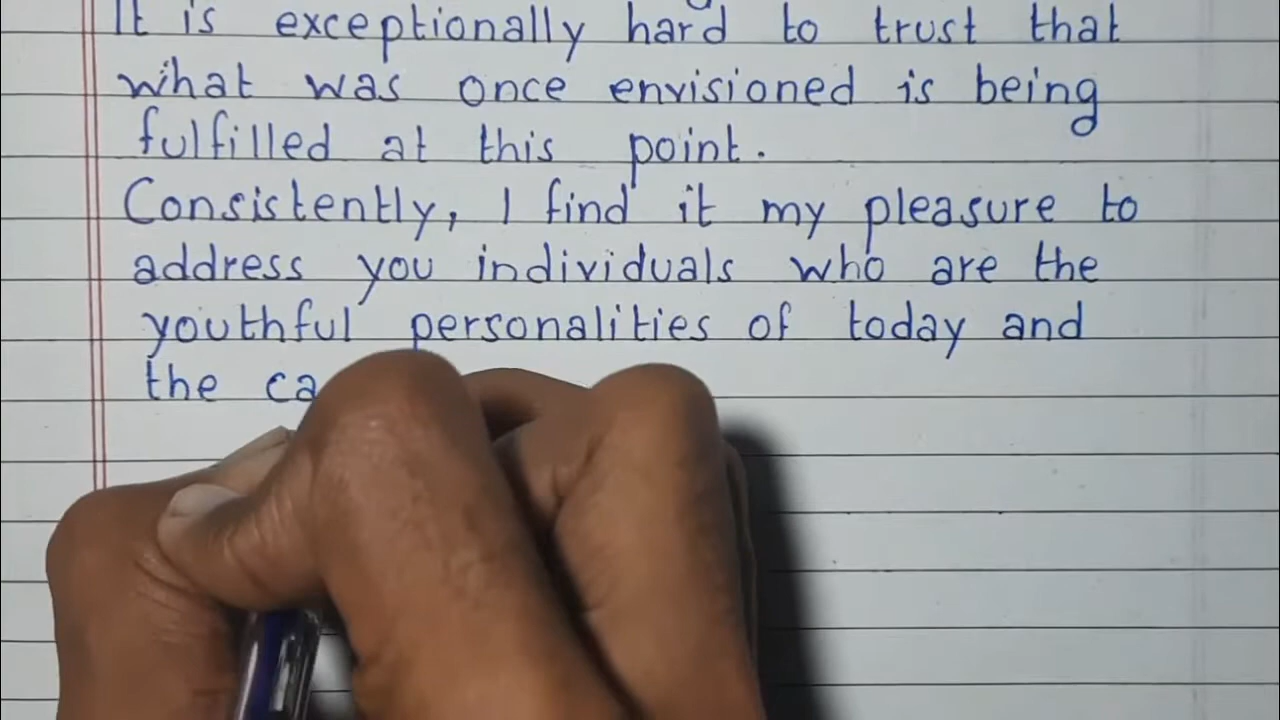 It is exceptionally hard to trust that
what was once envisioned is being
fulfilled at this point.
Consistently, I find it my pleasure to
address you individuals who are the
youthful personalities of today and
the ca